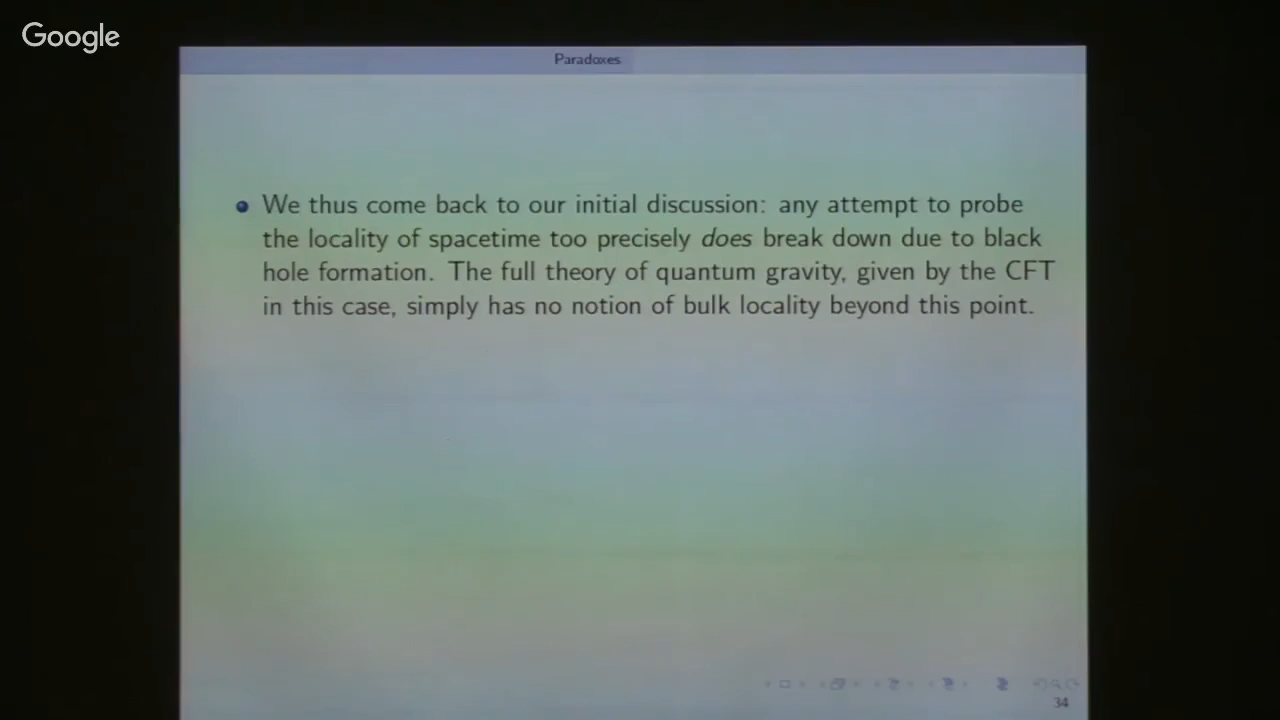 Google
Paradoxes
We thus come back to our initial discussion: any attempt to probe
the locality of spacetime too precisely does break down due to black
hole formation. The full theory of quantum gravity, given by the CFT
in this case, simply has no notion of bulk locality beyond this point.
34